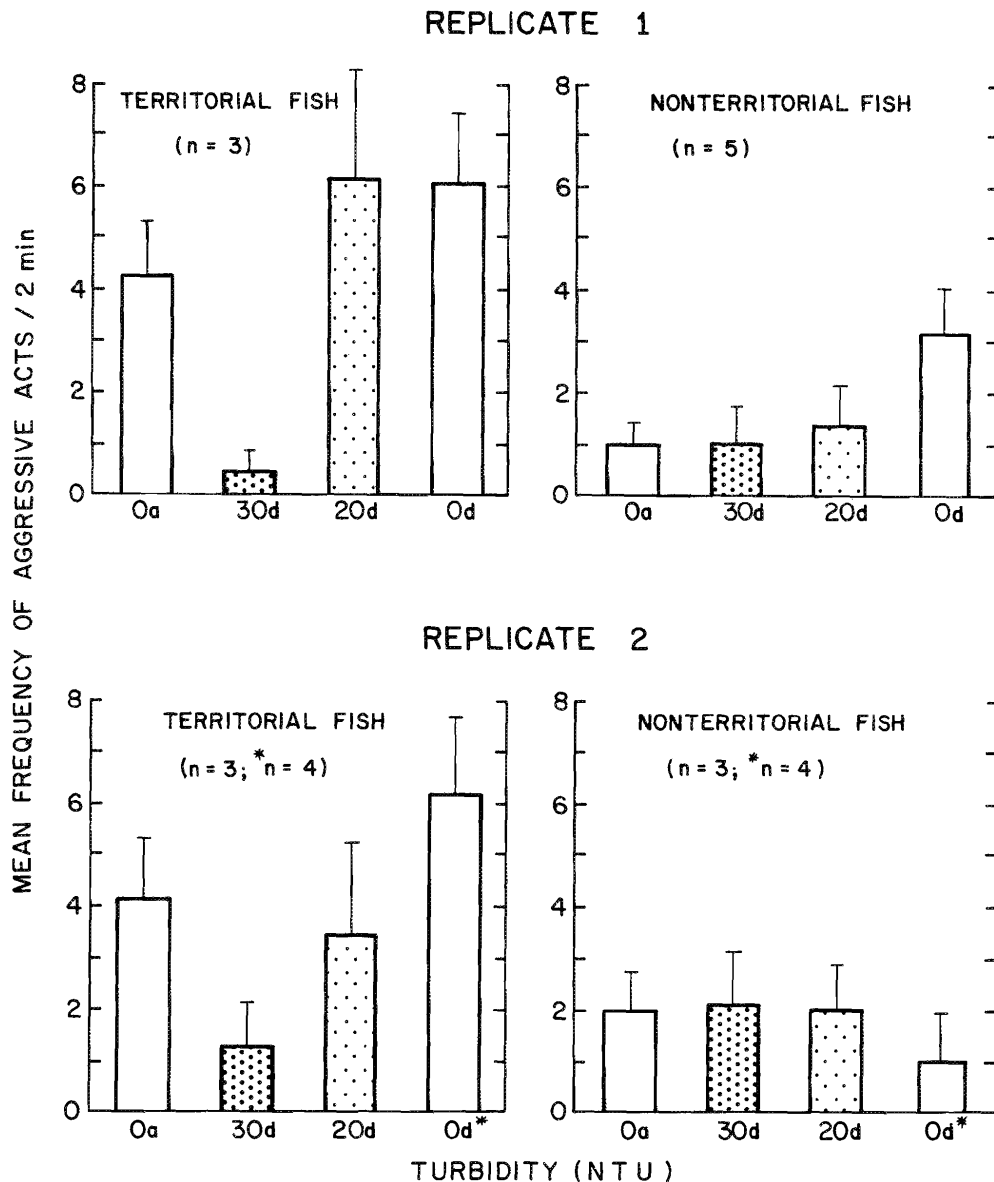 REPLICATE 1
MEAN FREQUENCY OF AGGRESSIVE ACTS / 2 min
TERRITORIAL FISH
(n = 3)
8
6
4
2
0
0a 30d 20d 0d
NONTERRITORIAL FISH
(n = 5)
8
6
4
2
0
0a 30d 20d 0d
REPLICATE 2
TERRITORIAL FISH
(n = 3; *n = 4)
8
6
4
2
0
0a 30d 20d 0d*
NONTERRITORIAL FISH
(n = 3; *n = 4)
8
6
4
2
0
0a 30d 20d 0d*
TURBIDITY (NTU)